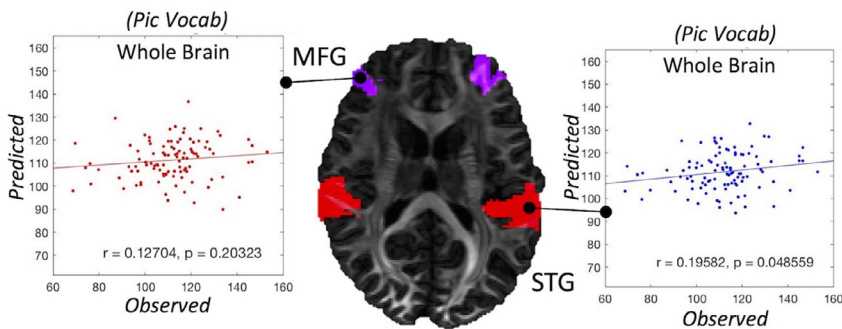 (Pic Vocab)
Whole Brain
Predicted
160
150
140
130
120
110
100
90
80
70
r = 0.12704, p = 0.20323
60 80 100 120 140 160
Observed
MFG
STG
(Pic Vocab)
Whole Brain
Predicted
160
150
140
130
120
110
100
90
80
70
r = 0.19582, p = 0.048559
60 80 100 120 140 160
Observed